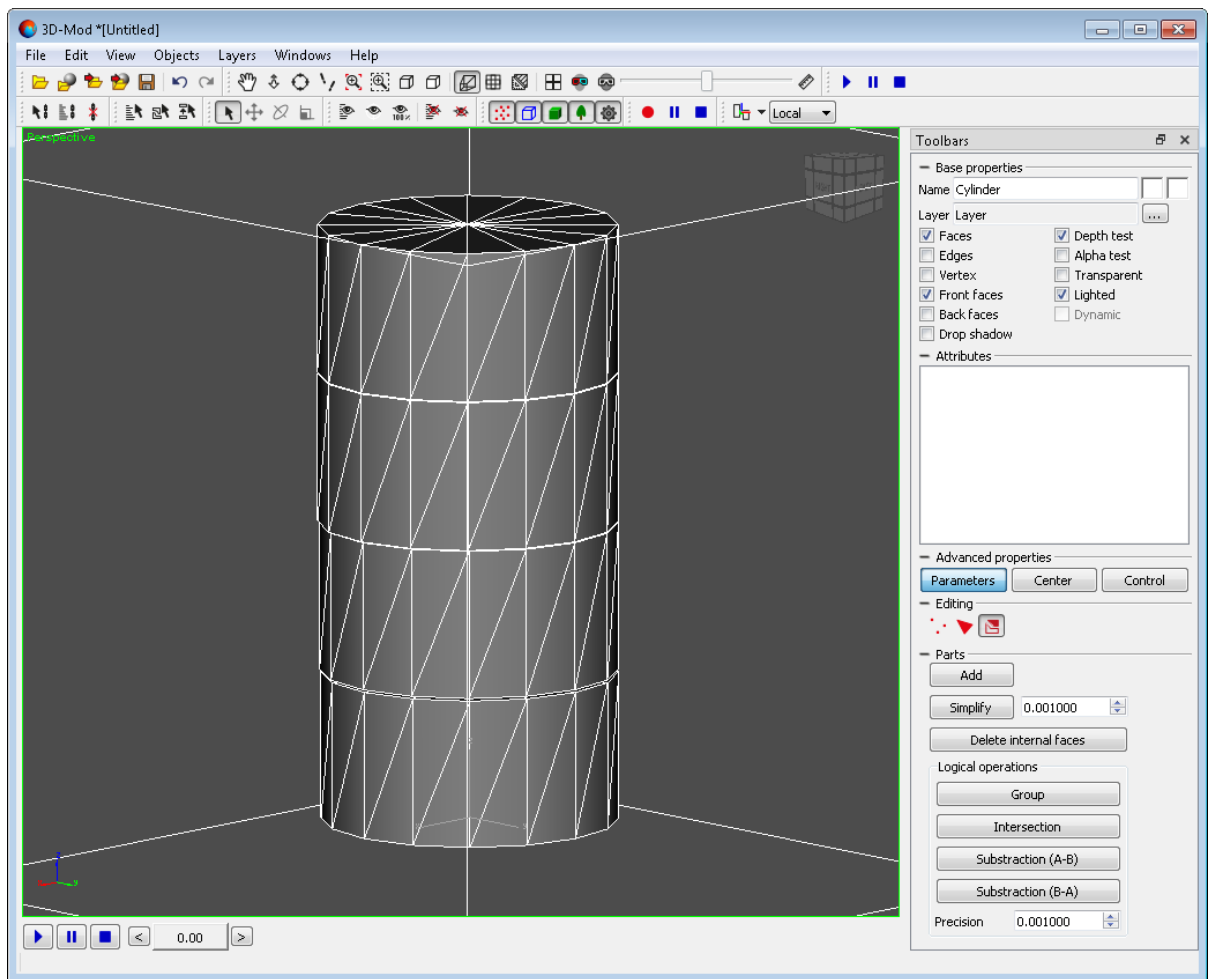 3D-Mod *[Untitled]
File Edit View Objects Layers Windows Help
100%
Local
Perspective
Toolbars
Base properties
Name Cylinder
Layer Layer ...
Faces Depth test
Edges Alpha test
Vertex Transparent
Front faces Lighted
Back faces Dynamic
Drop shadow
Attributes
Advanced properties
Parameters Center Control
Editing
Parts
Add
Simplify 0.001000
Delete internal faces
Logical operations
Group
Intersection
Substraction (A-B)
Substraction (B-A)
Precision 0.001000
< 0.00 >